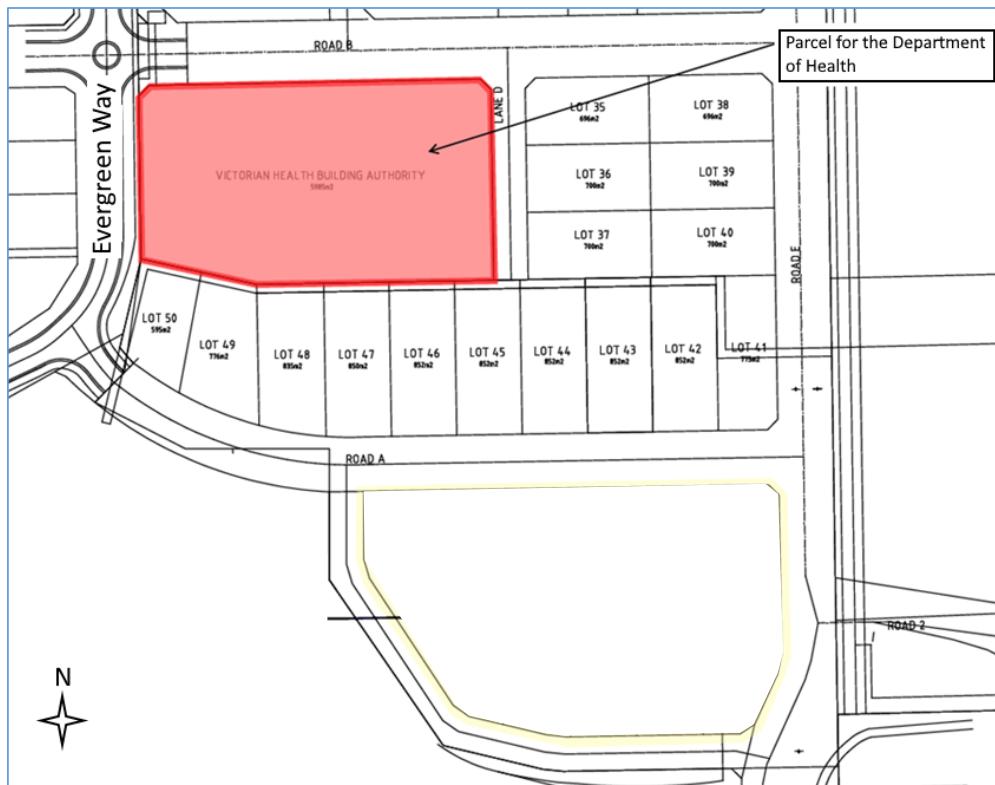 ROAD B
Parcel for the Department
of Health
Evergreen Way
LANE D
VICTORIAN HEALTH BUILDING AUTHORITY
5985m2
LOT 35
696m2
LOT 38
696m2
LOT 36
700m2
LOT 39
700m2
LOT 37
700m2
LOT 40
700m2
ROAD E
LOT 50
595m2
LOT 49
776m2
LOT 48
835m2
LOT 47
850m2
LOT 46
852m2
LOT 45
852m2
LOT 44
852m2
LOT 43
852m2
LOT 42
852m2
LOT 41
775m2
ROAD A
ROAD 2
N